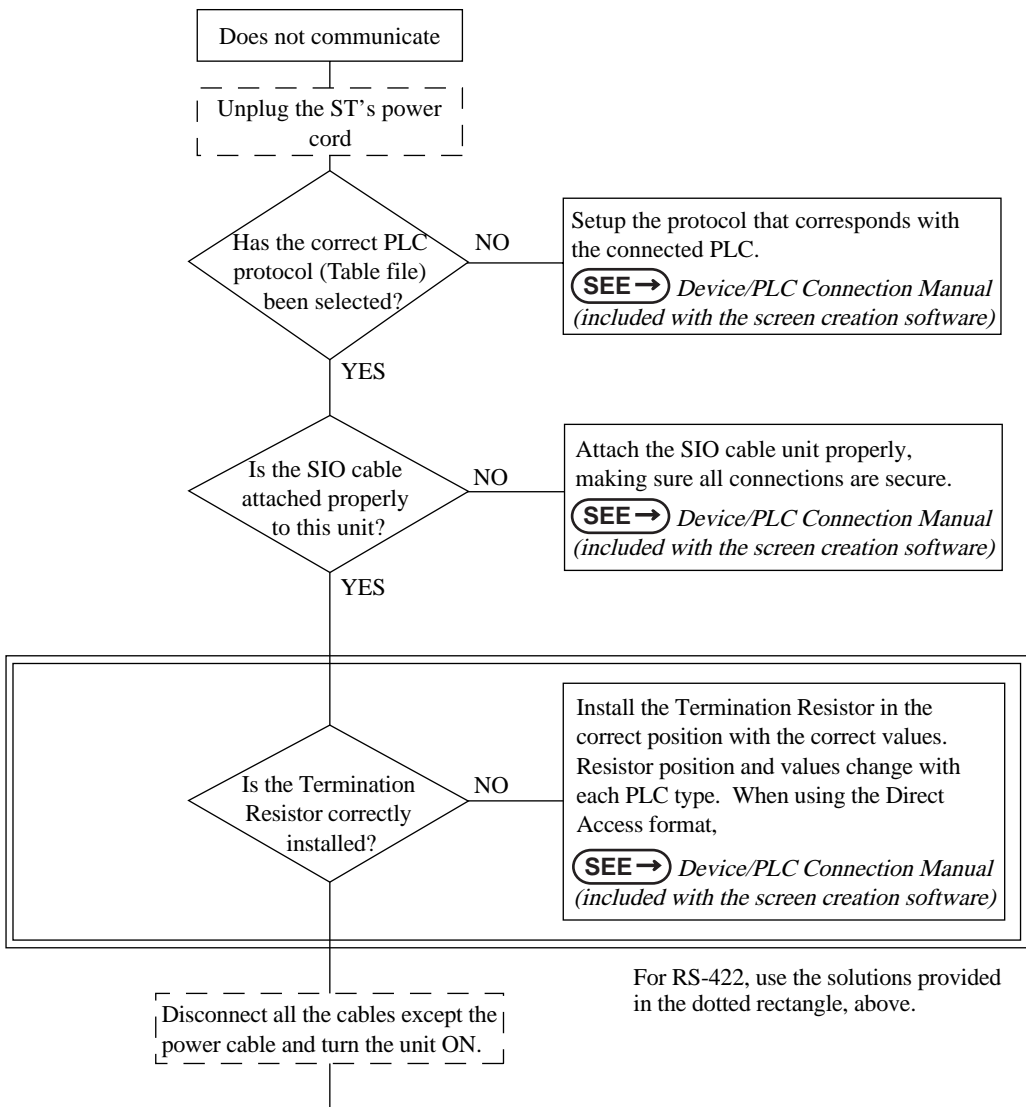 Does not communicate
Unplug the ST's power
cord
Has the correct PLC
protocol (Table file)
been selected?
NO
Setup the protocol that corresponds with
the connected PLC.
SEE→ Device/PLC Connection Manual
(included with the screen creation software)
YES
Is the SIO cable
attached properly
to this unit?
NO
Attach the SIO cable unit properly,
making sure all connections are secure.
SEE→ Device/PLC Connection Manual
(included with the screen creation software)
YES
Is the Termination
Resistor correctly
installed?
NO
Install the Termination Resistor in the
correct position with the correct values.
Resistor position and values change with
each PLC type. When using the Direct
Access format,
SEE→ Device/PLC Connection Manual
(included with the screen creation software)
For RS-422, use the solutions provided
in the dotted rectangle, above.
Disconnect all the cables except the
power cable and turn the unit ON.